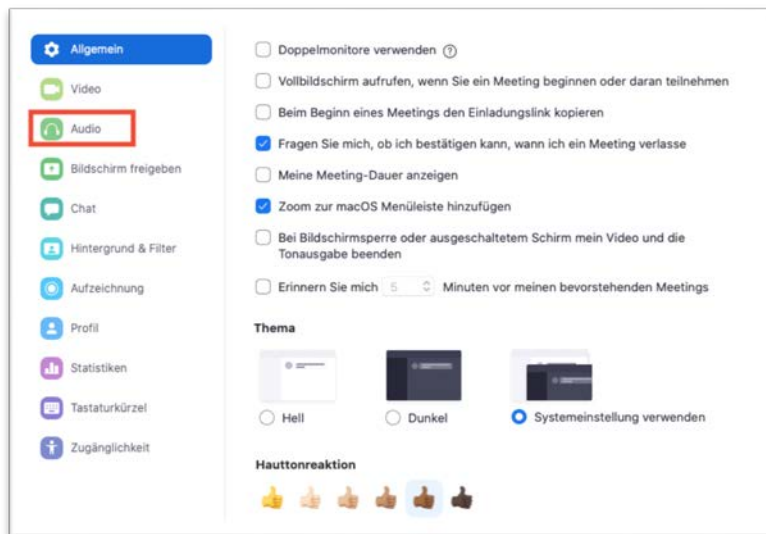 Allgemein
Video
Audio
Bildschirm freigeben
Chat
Hintergrund & Filter
Aufzeichnung
Profil
Statistiken
Tastaturkürzel
Zugänglichkeit
Doppelmonitore verwenden ?
Vollbildschirm aufrufen, wenn Sie ein Meeting beginnen oder daran teilnehmen
Beim Beginn eines Meetings den Einladungslink kopieren
Fragen Sie mich, ob ich bestätigen kann, wann ich ein Meeting verlasse
Meine Meeting-Dauer anzeigen
Zoom zur macOS Menüleiste hinzufügen
Bei Bildschirmsperre oder ausgeschaltetem Schirm mein Video und die
Tonausgabe beenden
Erinnern Sie mich 5 Minuten vor meinen bevorstehenden Meetings
Thema
Hell
Dunkel
Systemeinstellung verwenden
Hauttonreaktion